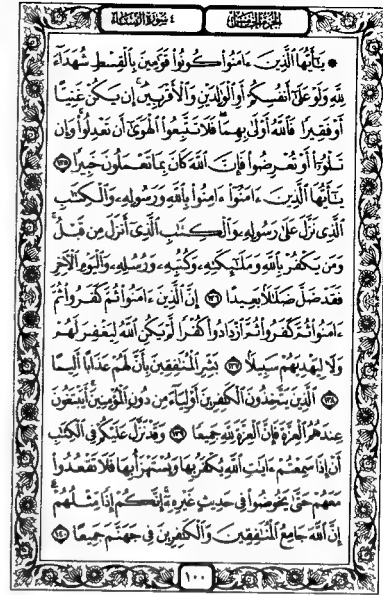 الجزء الخامس
٤ سورة النساء
۞ يَـٰٓأَيُّهَا ٱلَّذِينَ ءَامَنُوا۟ كُونُوا۟ قَوَّٰمِينَ بِٱلْقِسْطِ شُهَدَآءَ
لِلَّهِ وَلَوْ عَلَىٰٓ أَنفُسِكُمْ أَوِ ٱلْوَٰلِدَيْنِ وَٱلْأَقْرَبِينَ ۚ إِن يَكُنْ غَنِيًّا
أَوْ فَقِيرًا فَٱللَّهُ أَوْلَىٰ بِهِمَا ۖ فَلَا تَتَّبِعُوا۟ ٱلْهَوَىٰٓ أَن تَعْدِلُوا۟ ۚ وَإِن
تَلْوُۥٓا۟ أَوْ تُعْرِضُوا۟ فَإِنَّ ٱللَّهَ كَانَ بِمَا تَعْمَلُونَ خَبِيرًا ١٣٥
يَـٰٓأَيُّهَا ٱلَّذِينَ ءَامَنُوٓا۟ ءَامِنُوا۟ بِٱللَّهِ وَرَسُولِهِۦ وَٱلْكِتَـٰبِ
ٱلَّذِى نَزَّلَ عَلَىٰ رَسُولِهِۦ وَٱلْكِتَـٰبِ ٱلَّذِىٓ أَنزَلَ مِن قَبْلُ ۚ
وَمَن يَكْفُرْ بِٱللَّهِ وَمَلَـٰٓئِكَتِهِۦ وَكُتُبِهِۦ وَرُسُلِهِۦ وَٱلْيَوْمِ ٱلْـَٔاخِرِ
فَقَدْ ضَلَّ ضَلَـٰلًۢا بَعِيدًا ١٣٦ إِنَّ ٱلَّذِينَ ءَامَنُوا۟ ثُمَّ كَفَرُوا۟ ثُمَّ
ءَامَنُوا۟ ثُمَّ كَفَرُوا۟ ثُمَّ ٱزْدَادُوا۟ كُفْرًا لَّمْ يَكُنِ ٱللَّهُ لِيَغْفِرَ لَهُمْ
وَلَا لِيَهْدِيَهُمْ سَبِيلًۢا ١٣٧ بَشِّرِ ٱلْمُنَـٰفِقِينَ بِأَنَّ لَهُمْ عَذَابًا أَلِيمًا
١٣٨ ٱلَّذِينَ يَتَّخِذُونَ ٱلْكَـٰفِرِينَ أَوْلِيَآءَ مِن دُونِ ٱلْمُؤْمِنِينَ ۚ أَيَبْتَغُونَ
عِندَهُمُ ٱلْعِزَّةَ فَإِنَّ ٱلْعِزَّةَ لِلَّهِ جَمِيعًا ١٣٩ وَقَدْ نَزَّلَ عَلَيْكُمْ فِى ٱلْكِتَـٰبِ
أَنْ إِذَا سَمِعْتُمْ ءَايَـٰتِ ٱللَّهِ يُكْفَرُ بِهَا وَيُسْتَهْزَأُ بِهَا فَلَا تَقْعُدُوا۟
مَعَهُمْ حَتَّىٰ يَخُوضُوا۟ فِى حَدِيثٍ غَيْرِهِۦٓ ۚ إِنَّكُمْ إِذًا مِّثْلُهُمْ ۗ
إِنَّ ٱللَّهَ جَامِعُ ٱلْمُنَـٰفِقِينَ وَٱلْكَـٰفِرِينَ فِى جَهَنَّمَ جَمِيعًا ١٤٠
١٠٠